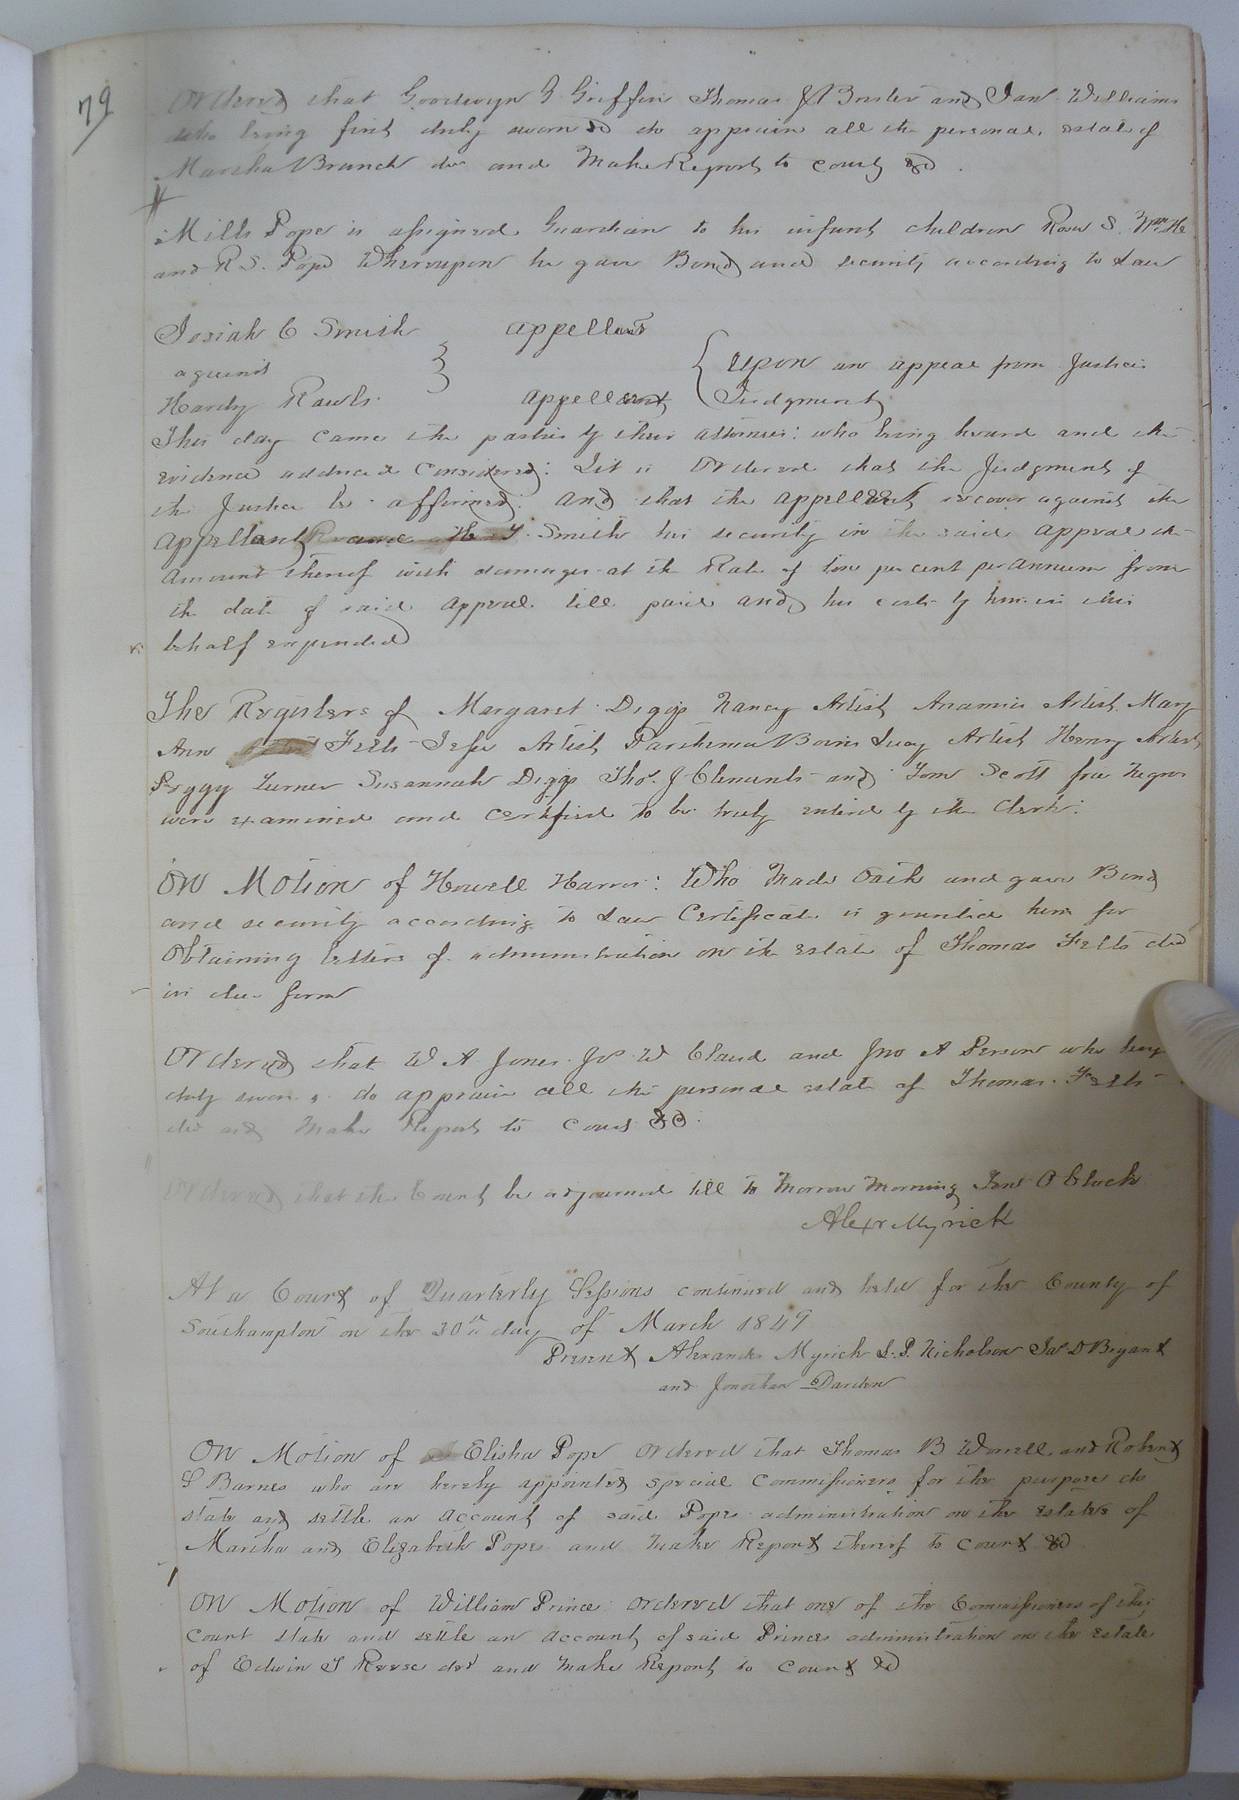 79
Ordered that Goodwyn G Griffin Thomas and Jas Williams
who being first duly sworn do appraise all the personal estate of
Martha Branch dec and Make Report to court &c
Mills Pope is assigned Guardian to his infant children Rosa S. Wm He
and R S. Pope Whereupon he gave Bond and security according to Law
Josiah C Smith appellant
against
upon an appeal from Justices
Hardy Rawls appellant Judgment
This day came the parties by their attornies: who being heard and the
evidence adduced Considered: It is Ordered that the Judgment of
the Justice be affirmed: and that the appell recover against the
appellant Smith his security in the said appeal the
amount thereof with damages at the Rate of ten per cent per annum from
the date of said appeal till paid and his costs by him in this
behalf expended
The Registers of Margaret Diggs Nancy Artist Anamier Artist Mary
Ann Felts Jesse Artist Parthenia Artist Henry Artist
Peggy Turner Susannah Diggs Thos J Clements and Tom Scott free Negroes
were examined and certified to be truly entered by the Clerk:
ON Motion of Howell Harris: Who Made Oath and gave Bond
and security according to Law Certificate is granted him for
Obtaining letters of administration on the estate of Thomas Felts dec
in due form
Ordered that W A Jones Jos W Claud and Jno A Person who being
duly sworn do appraise all the personal estate of Thomas Felts
dec and Make Report to Court &c
Ordered that the Court be adjourned till to Morrow Morning Ten O Clock
Alexr Myrick
At a Court of Quarterly Sessions continued and held for the County of
Southampton on the 20th day of March 1849
Present Alexander Myrick L. P. Nicholson Jas D Bryant
and Jonathan Darden
ON Motion of Elisha Pope Ordered that Thomas B Worrell and Robert
S Barnes who are hereby appointed special Commissioners for the purpose do
state and settle an account of said Popes administration on the estates of
Martha and Elizabeth Popes and Make Report thereof to Court &c
ON Motion of William Prince Ordered that one of the Commissioners of this
Court state and settle an account of said Princes administration on the estate
of Edwin T Reese decd and Make Report to Court &c